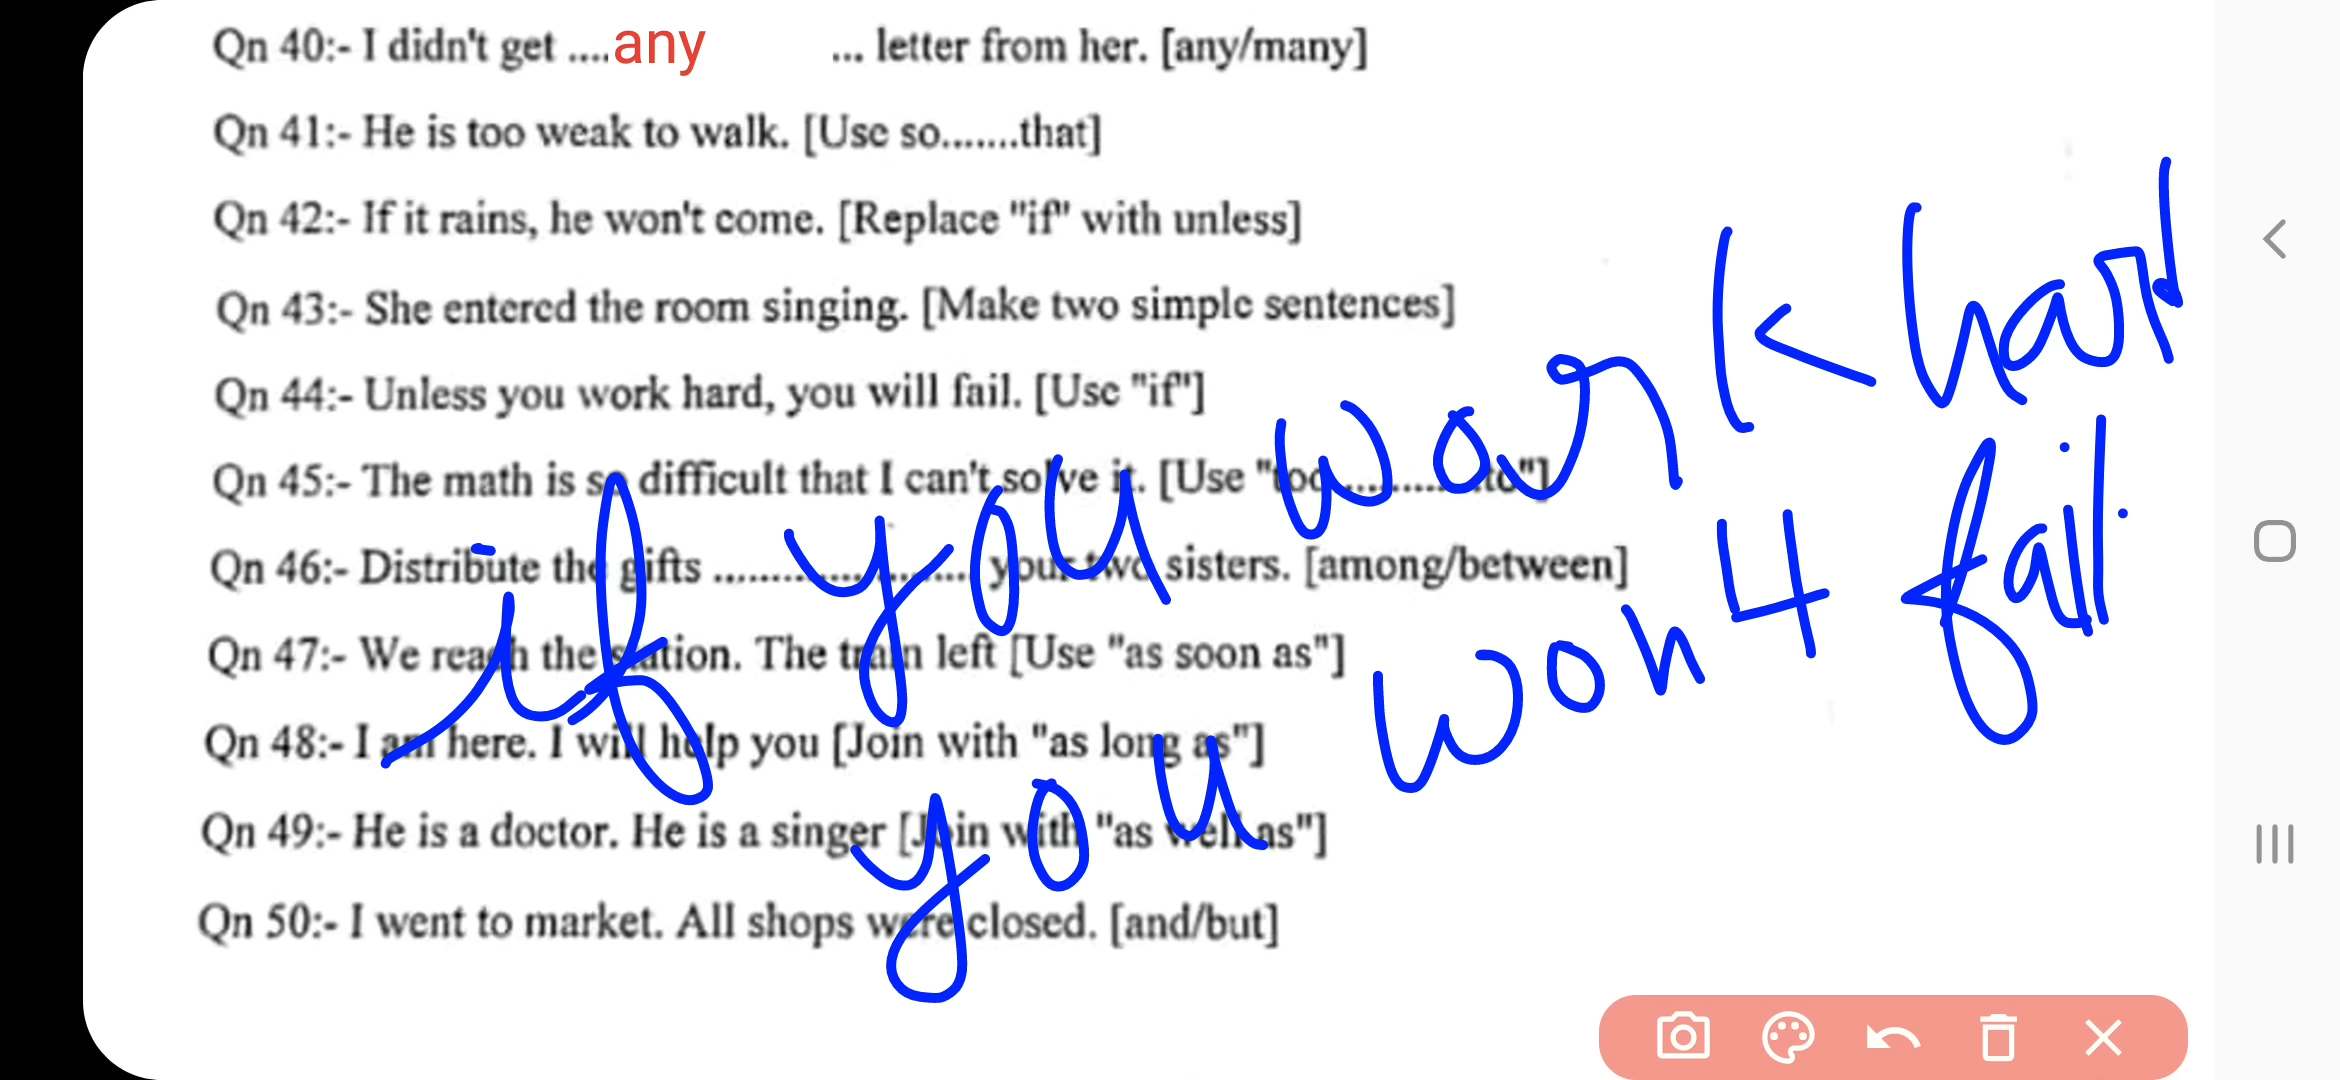 Qn 40:- I didn't get ....any ... letter from her. [any/many]
Qn 41:- He is too weak to walk. [Use so.......that]
Qn 42:- If it rains, he won't come. [Replace "if" with unless]
Qn 43:- She entered the room singing. [Make two simple sentences]
Qn 44:- Unless you work hard, you will fail. [Use "if"]
Qn 45:- The math is so difficult that I can't solve it. [Use "too............to"]
Qn 46:- Distribute the gifts ........................ your two sisters. [among/between]
Qn 47:- We reach the station. The train left [Use "as soon as"]
Qn 48:- I am here. I will help you [Join with "as long as"]
Qn 49:- He is a doctor. He is a singer [Join with "as well as"]
Qn 50:- I went to market. All shops were closed. [and/but]
if you work hard
you won't fail.